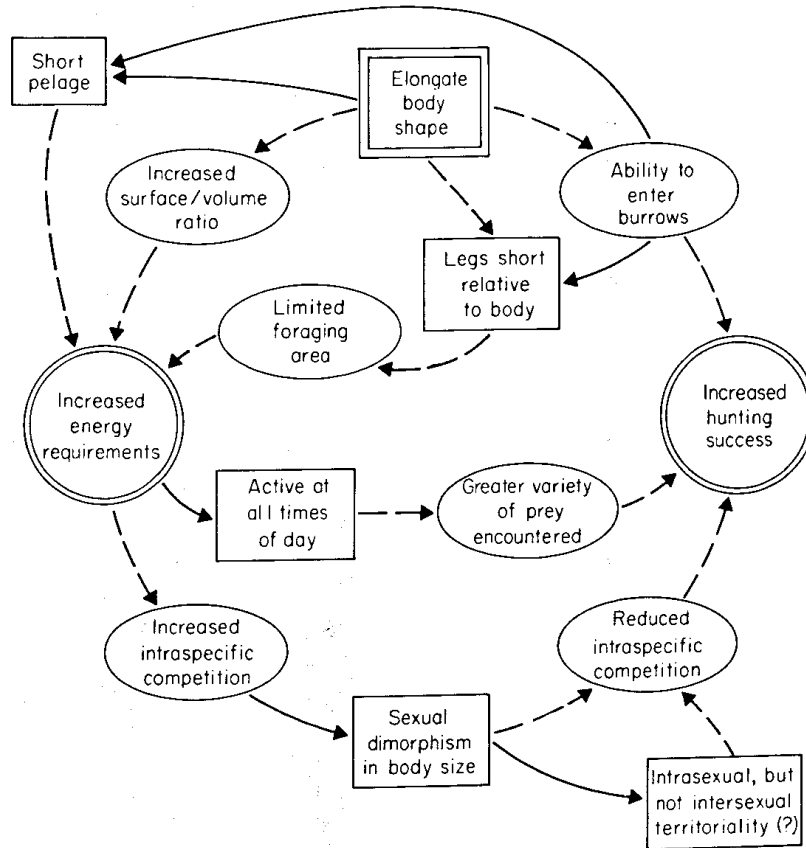 Short
pelage
Elongate
body
shape
Increased
surface/volume
ratio
Ability to
enter
burrows
Legs short
relative
to body
Limited
foraging
area
Increased
energy
requirements
Increased
hunting
success
Active at
all times
of day
Greater variety
of prey
encountered
Increased
intraspecific
competition
Reduced
intraspecific
competition
Sexual
dimorphism
in body size
Intrasexual, but
not intersexual
territoriality (?)